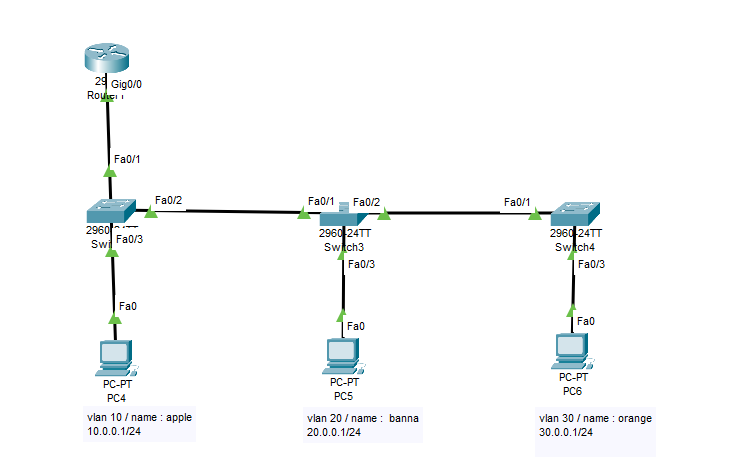 Gig0/0
Fa0/1
Fa0/2
Fa0/1
Fa0/2
Fa0/1
2960-24TT
Fa0/3
2960-24TT
Switch3
2960-24TT
Switch4
Fa0/3
Fa0/3
Fa0
Fa0
Fa0
PC-PT
PC4
PC-PT
PC5
PC-PT
PC6
vlan 10 / name : apple
10.0.0.1/24
vlan 20 / name : banna
20.0.0.1/24
vlan 30 / name : orange
30.0.0.1/24